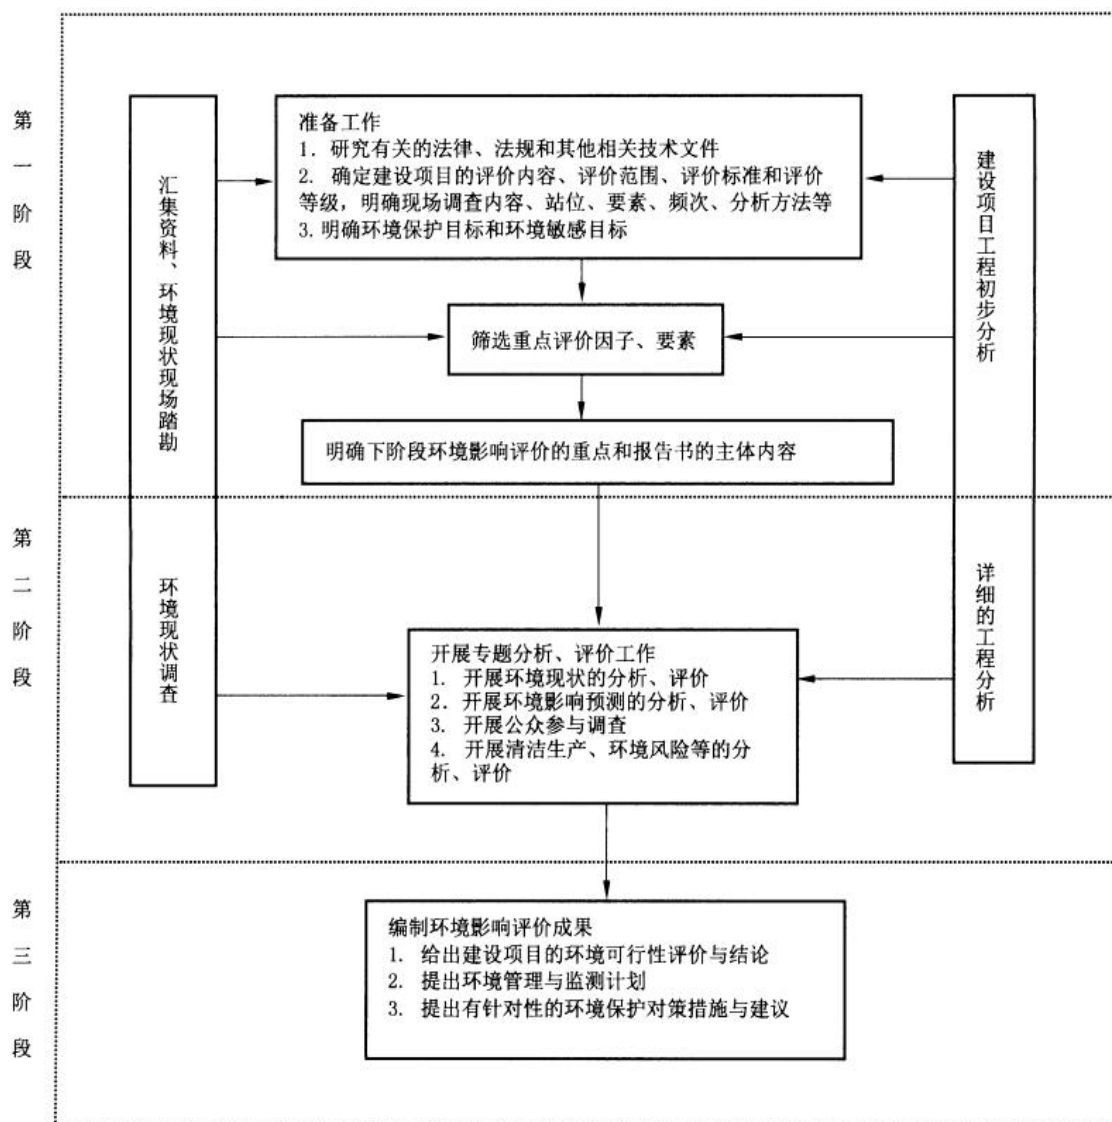 第一阶段
汇集资料、环境现状现场踏勘
准备工作
1. 研究有关的法律、法规和其他相关技术文件
2. 确定建设项目的评价内容、评价范围、评价标准和评价
等级，明确现场调查内容、站位、要素、频次、分析方法等
3.明确环境保护目标和环境敏感目标
建设项目工程初步分析
筛选重点评价因子、要素
明确下阶段环境影响评价的重点和报告书的主体内容
第二阶段
环境现状调查
开展专题分析、评价工作
1. 开展环境现状的分析、评价
2. 开展环境影响预测的分析、评价
3. 开展公众参与调查
4. 开展清洁生产、环境风险等的分
析、评价
详细的工程分析
第三阶段
编制环境影响评价成果
1. 给出建设项目的环境可行性评价与结论
2. 提出环境管理与监测计划
3. 提出有针对性的环境保护对策措施与建议